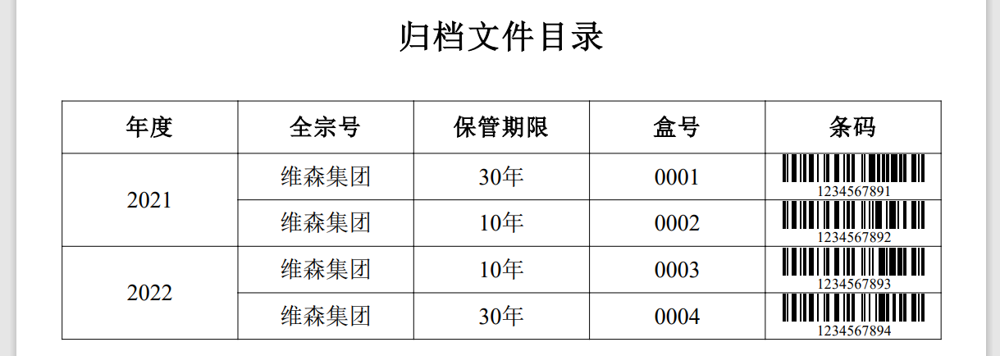 归档文件目录
年度 全宗号 保管期限 盒号 条码
2021 维森集团 30年 0001 1234567891
维森集团 10年 0002 1234567892
2022 维森集团 10年 0003 1234567893
维森集团 30年 0004 1234567894